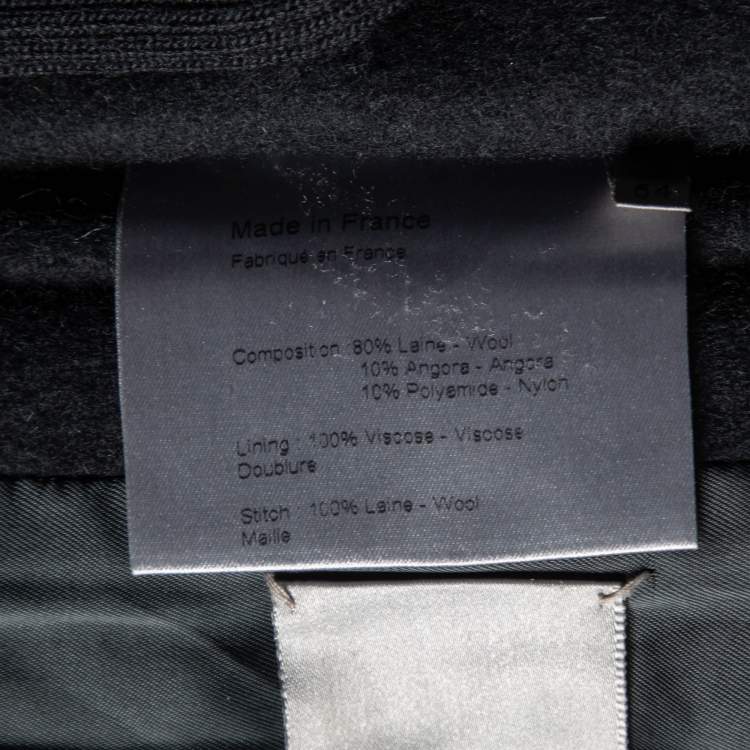 54
Made in France
Fabriqué en France
Composition 80% Laine - Wool
10% Angora - Angora
10% Polyamide - Nylon
Lining : 100% Viscose - Viscose
Doublure
Stitch : 100% Laine - Wool
Maille